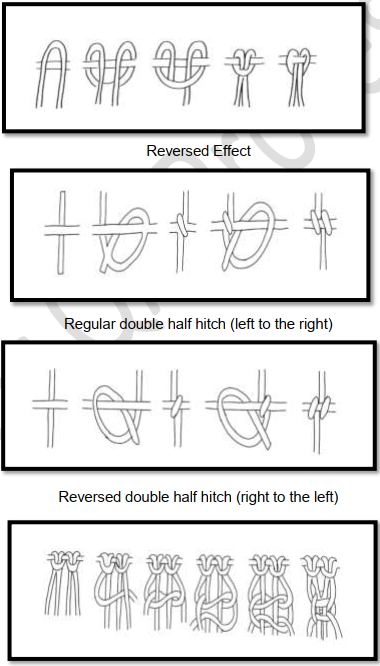 Reversed Effect
Regular double half hitch (left to the right)
Reversed double half hitch (right to the left)